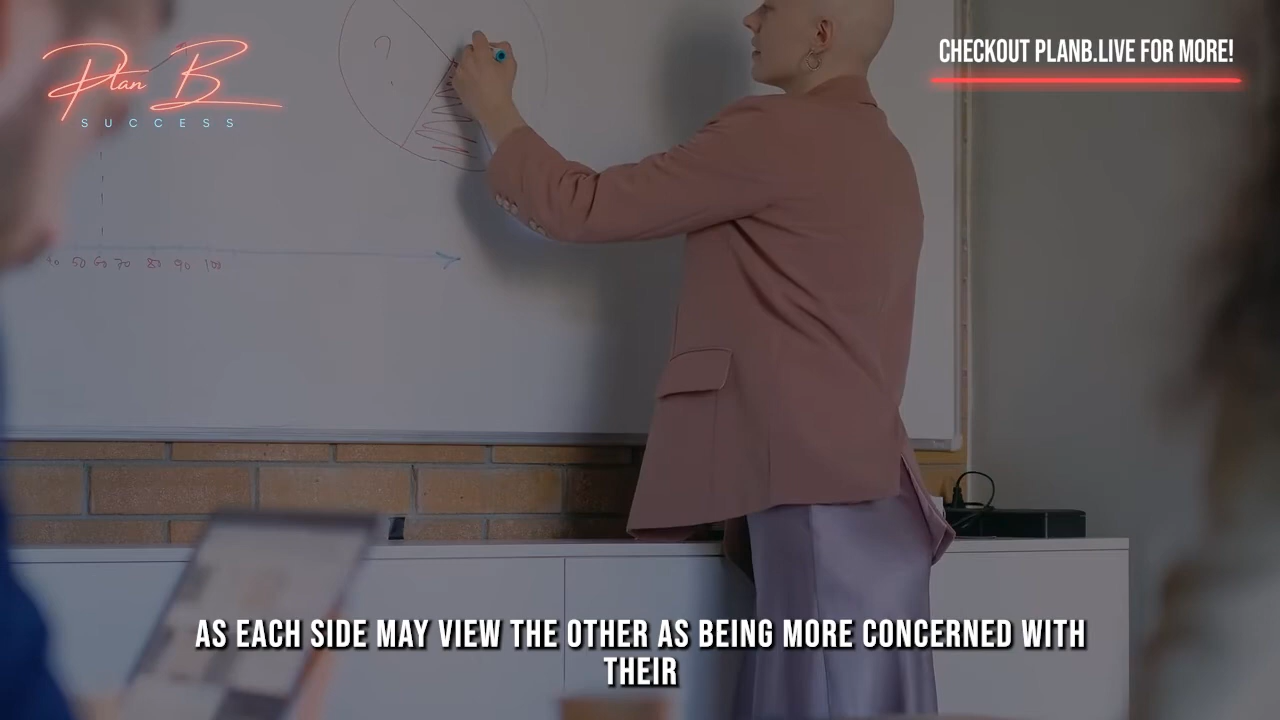 Plan B
SUCCESS
CHECKOUT PLANB.LIVE FOR MORE!
?
40 50 60 70 80 90 100
AS EACH SIDE MAY VIEW THE OTHER AS BEING MORE CONCERNED WITH
THEIR